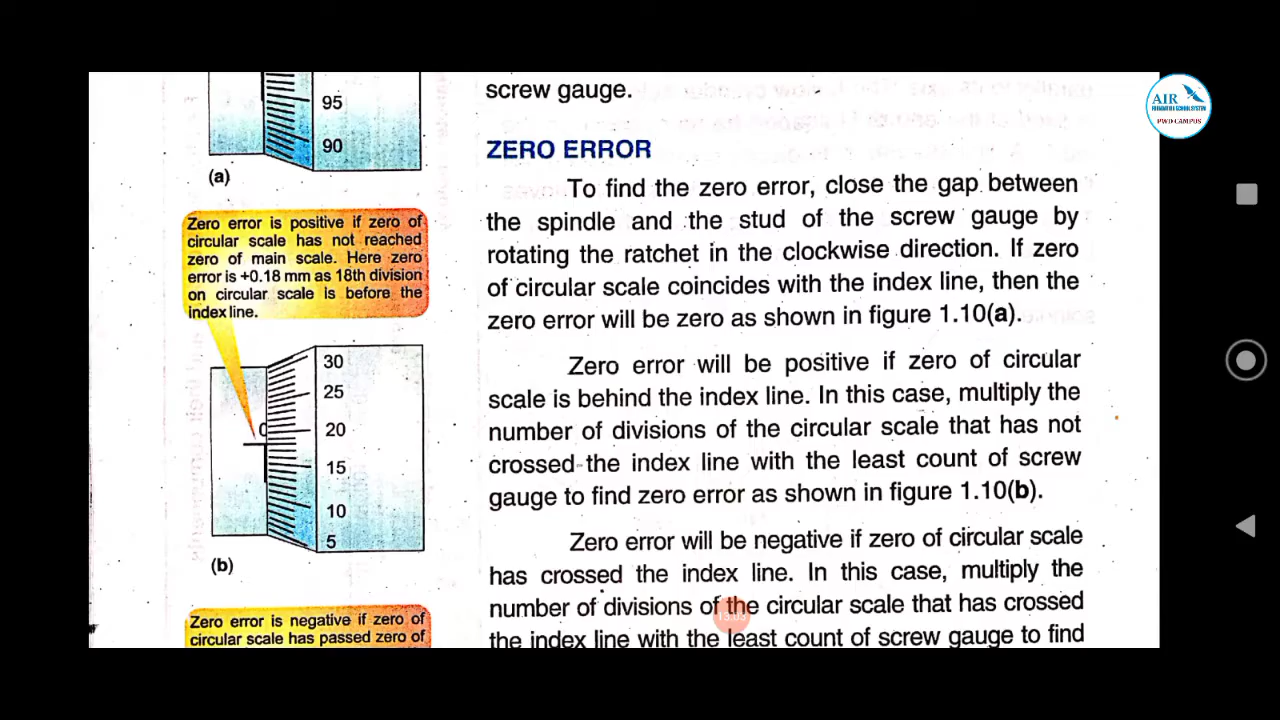 95
90
(a)
Zero error is positive if zero of
circular scale has not reached
zero of main scale. Here zero
error is +0.18 mm as 18th division
on circular scale is before the
index line.
30
25
0
20
15
10
5
(b)
Zero error is negative if zero of
circular scale has passed zero of
screw gauge.
ZERO ERROR
To find the zero error, close the gap between
the spindle and the stud of the screw gauge by
rotating the ratchet in the clockwise direction. If zero
of circular scale coincides with the index line, then the
zero error will be zero as shown in figure 1.10(a).
Zero error will be positive if zero of circular
scale is behind the index line. In this case, multiply the
number of divisions of the circular scale that has not
crossed the index line with the least count of screw
gauge to find zero error as shown in figure 1.10(b).
Zero error will be negative if zero of circular scale
has crossed the index line. In this case, multiply the
number of divisions of the circular scale that has crossed
the index line with the least count of screw gauge to find
13:03
AIR
FOUNDATION SCHOOL SYSTEM
PWD CAMPUS